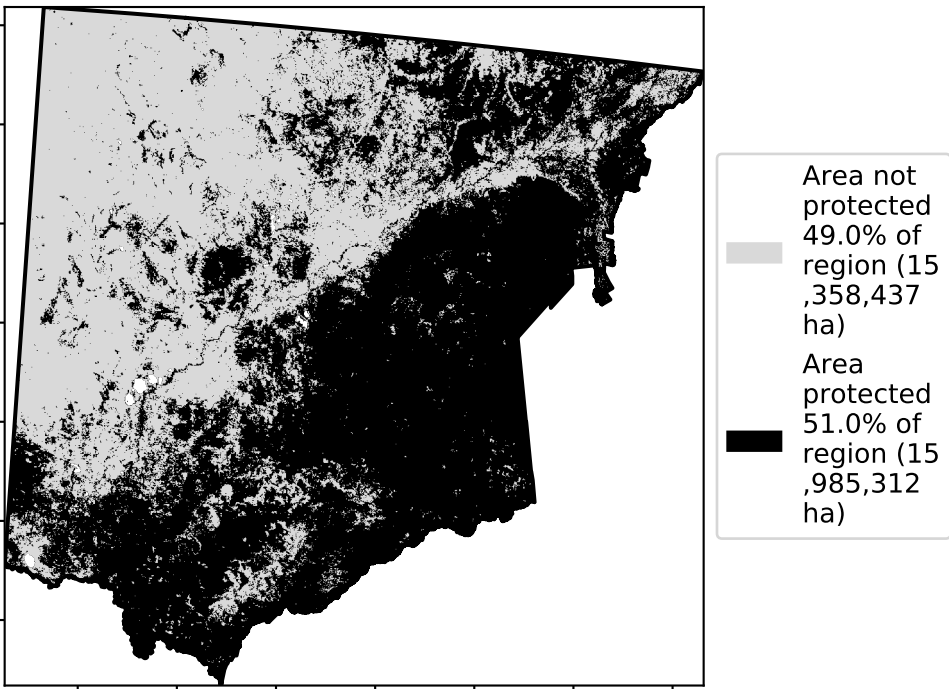 Area not
protected
49.0% of
region (15
,358,437
ha)
Area
protected
51.0% of
region (15
,985,312
ha)